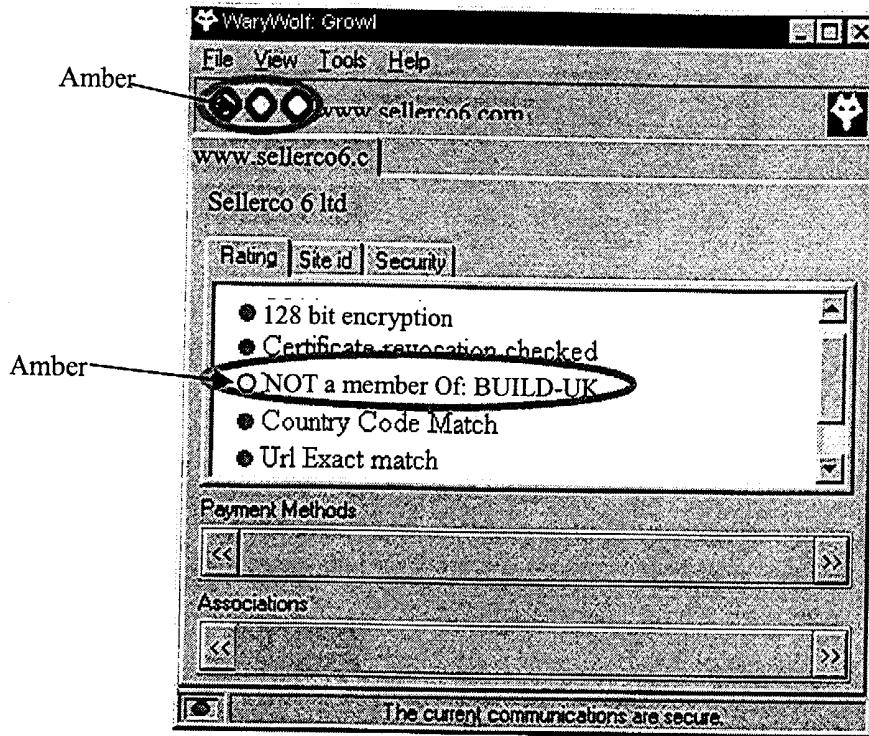 WaryWolf: Growl
File View Tools Help
Amber
www.sellerco6.com
www.sellerco6.c
Sellerco 6 ltd
Rating Site id Security
128 bit encryption
Certificate revocation checked
Amber
NOT a member Of: BUILD-UK
Country Code Match
Url Exact match
Payment Methods
<< >>
Associations
<< >>
The current communications are secure.